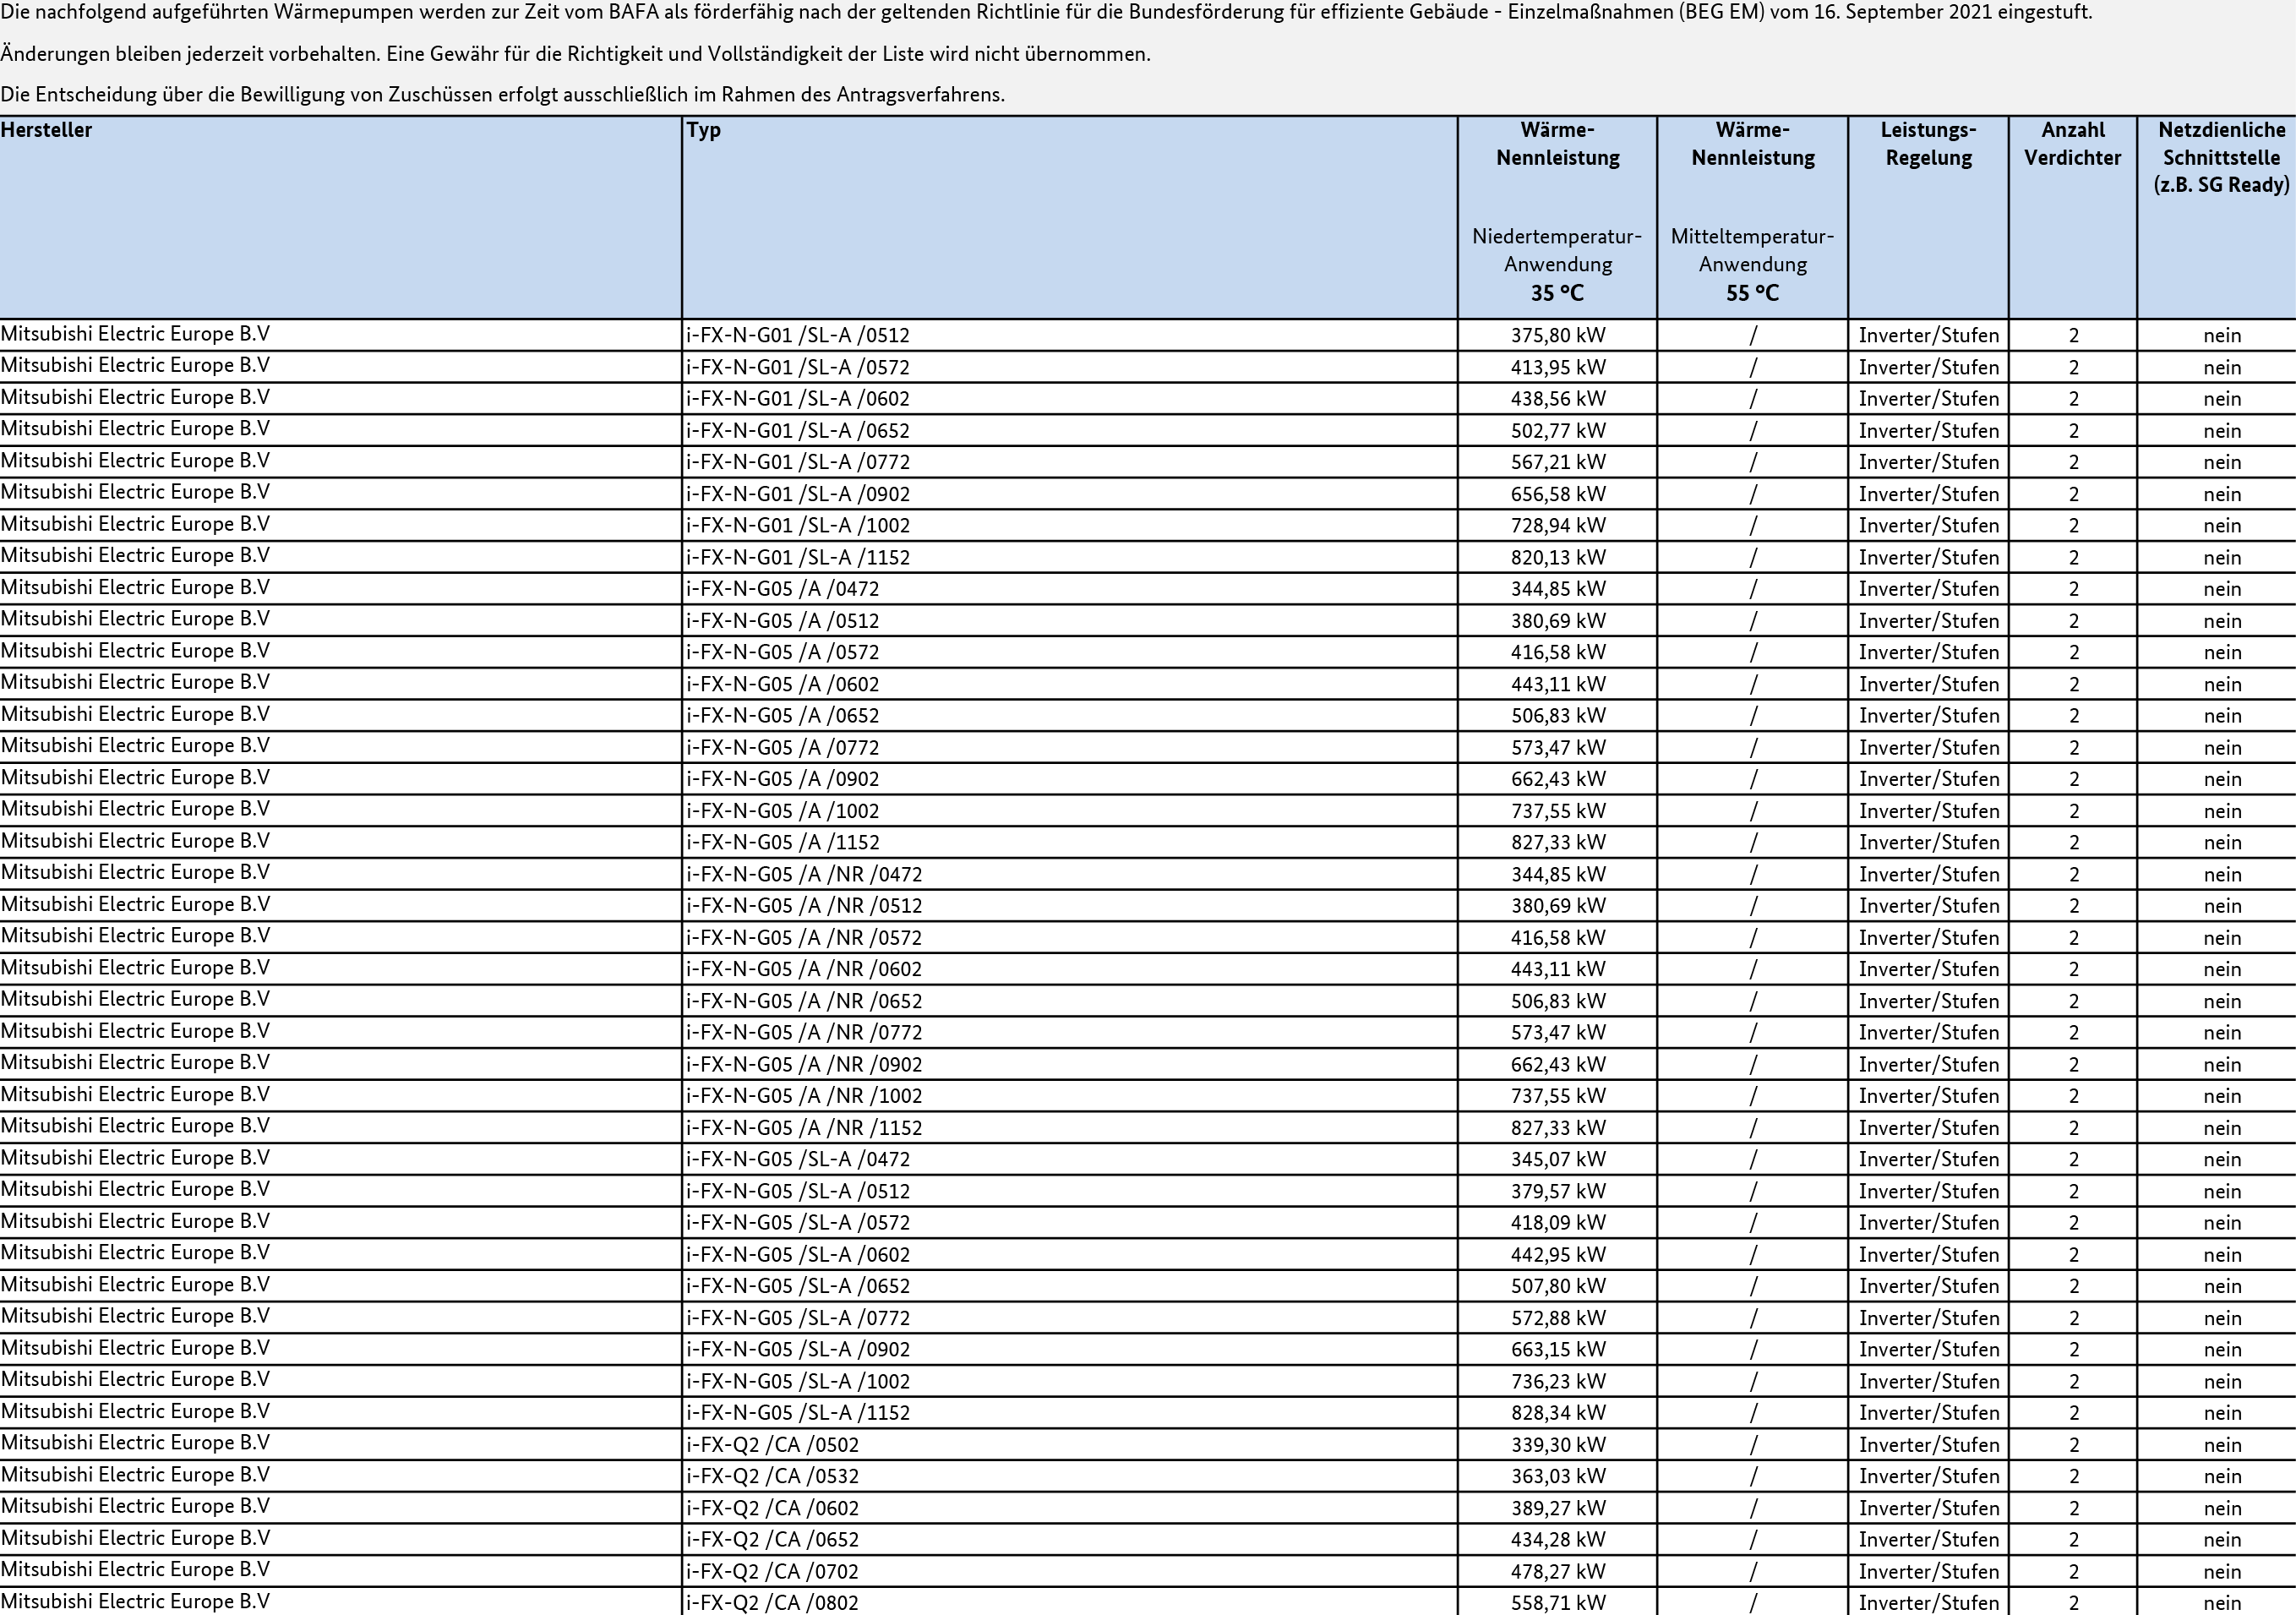 Die nachfolgend aufgeführten Wärmepumpen werden zur Zeit vom BAFA als förderfähig nach der geltenden Richtlinie für die Bundesförderung für effiziente Gebäude - Einzelmaßnahmen (BEG EM) vom 16. September 2021 eingestuft.
Änderungen bleiben jederzeit vorbehalten. Eine Gewähr für die Richtigkeit und Vollständigkeit der Liste wird nicht übernommen.
Die Entscheidung über die Bewilligung von Zuschüssen erfolgt ausschließlich im Rahmen des Antragsverfahrens.
Hersteller Typ Wärme- Wärme- Leistungs- Anzahl Netzdienliche
Nennleistung Nennleistung Regelung Verdichter Schnittstelle
(z.B. SG Ready)
Niedertemperatur- Mitteltemperatur-
Anwendung Anwendung
35 °C 55 °C
Mitsubishi Electric Europe B.V i-FX-N-G01 /SL-A /0512 375,80 kW / Inverter/Stufen 2 nein
Mitsubishi Electric Europe B.V i-FX-N-G01 /SL-A /0572 413,95 kW / Inverter/Stufen 2 nein
Mitsubishi Electric Europe B.V i-FX-N-G01 /SL-A /0602 438,56 kW / Inverter/Stufen 2 nein
Mitsubishi Electric Europe B.V i-FX-N-G01 /SL-A /0652 502,77 kW / Inverter/Stufen 2 nein
Mitsubishi Electric Europe B.V i-FX-N-G01 /SL-A /0772 567,21 kW / Inverter/Stufen 2 nein
Mitsubishi Electric Europe B.V i-FX-N-G01 /SL-A /0902 656,58 kW / Inverter/Stufen 2 nein
Mitsubishi Electric Europe B.V i-FX-N-G01 /SL-A /1002 728,94 kW / Inverter/Stufen 2 nein
Mitsubishi Electric Europe B.V i-FX-N-G01 /SL-A /1152 820,13 kW / Inverter/Stufen 2 nein
Mitsubishi Electric Europe B.V i-FX-N-G05 /A /0472 344,85 kW / Inverter/Stufen 2 nein
Mitsubishi Electric Europe B.V i-FX-N-G05 /A /0512 380,69 kW / Inverter/Stufen 2 nein
Mitsubishi Electric Europe B.V i-FX-N-G05 /A /0572 416,58 kW / Inverter/Stufen 2 nein
Mitsubishi Electric Europe B.V i-FX-N-G05 /A /0602 443,11 kW / Inverter/Stufen 2 nein
Mitsubishi Electric Europe B.V i-FX-N-G05 /A /0652 506,83 kW / Inverter/Stufen 2 nein
Mitsubishi Electric Europe B.V i-FX-N-G05 /A /0772 573,47 kW / Inverter/Stufen 2 nein
Mitsubishi Electric Europe B.V i-FX-N-G05 /A /0902 662,43 kW / Inverter/Stufen 2 nein
Mitsubishi Electric Europe B.V i-FX-N-G05 /A /1002 737,55 kW / Inverter/Stufen 2 nein
Mitsubishi Electric Europe B.V i-FX-N-G05 /A /1152 827,33 kW / Inverter/Stufen 2 nein
Mitsubishi Electric Europe B.V i-FX-N-G05 /A /NR /0472 344,85 kW / Inverter/Stufen 2 nein
Mitsubishi Electric Europe B.V i-FX-N-G05 /A /NR /0512 380,69 kW / Inverter/Stufen 2 nein
Mitsubishi Electric Europe B.V i-FX-N-G05 /A /NR /0572 416,58 kW / Inverter/Stufen 2 nein
Mitsubishi Electric Europe B.V i-FX-N-G05 /A /NR /0602 443,11 kW / Inverter/Stufen 2 nein
Mitsubishi Electric Europe B.V i-FX-N-G05 /A /NR /0652 506,83 kW / Inverter/Stufen 2 nein
Mitsubishi Electric Europe B.V i-FX-N-G05 /A /NR /0772 573,47 kW / Inverter/Stufen 2 nein
Mitsubishi Electric Europe B.V i-FX-N-G05 /A /NR /0902 662,43 kW / Inverter/Stufen 2 nein
Mitsubishi Electric Europe B.V i-FX-N-G05 /A /NR /1002 737,55 kW / Inverter/Stufen 2 nein
Mitsubishi Electric Europe B.V i-FX-N-G05 /A /NR /1152 827,33 kW / Inverter/Stufen 2 nein
Mitsubishi Electric Europe B.V i-FX-N-G05 /SL-A /0472 345,07 kW / Inverter/Stufen 2 nein
Mitsubishi Electric Europe B.V i-FX-N-G05 /SL-A /0512 379,57 kW / Inverter/Stufen 2 nein
Mitsubishi Electric Europe B.V i-FX-N-G05 /SL-A /0572 418,09 kW / Inverter/Stufen 2 nein
Mitsubishi Electric Europe B.V i-FX-N-G05 /SL-A /0602 442,95 kW / Inverter/Stufen 2 nein
Mitsubishi Electric Europe B.V i-FX-N-G05 /SL-A /0652 507,80 kW / Inverter/Stufen 2 nein
Mitsubishi Electric Europe B.V i-FX-N-G05 /SL-A /0772 572,88 kW / Inverter/Stufen 2 nein
Mitsubishi Electric Europe B.V i-FX-N-G05 /SL-A /0902 663,15 kW / Inverter/Stufen 2 nein
Mitsubishi Electric Europe B.V i-FX-N-G05 /SL-A /1002 736,23 kW / Inverter/Stufen 2 nein
Mitsubishi Electric Europe B.V i-FX-N-G05 /SL-A /1152 828,34 kW / Inverter/Stufen 2 nein
Mitsubishi Electric Europe B.V i-FX-Q2 /CA /0502 339,30 kW / Inverter/Stufen 2 nein
Mitsubishi Electric Europe B.V i-FX-Q2 /CA /0532 363,03 kW / Inverter/Stufen 2 nein
Mitsubishi Electric Europe B.V i-FX-Q2 /CA /0602 389,27 kW / Inverter/Stufen 2 nein
Mitsubishi Electric Europe B.V i-FX-Q2 /CA /0652 434,28 kW / Inverter/Stufen 2 nein
Mitsubishi Electric Europe B.V i-FX-Q2 /CA /0702 478,27 kW / Inverter/Stufen 2 nein
Mitsubishi Electric Europe B.V i-FX-Q2 /CA /0802 558,71 kW / Inverter/Stufen 2 nein